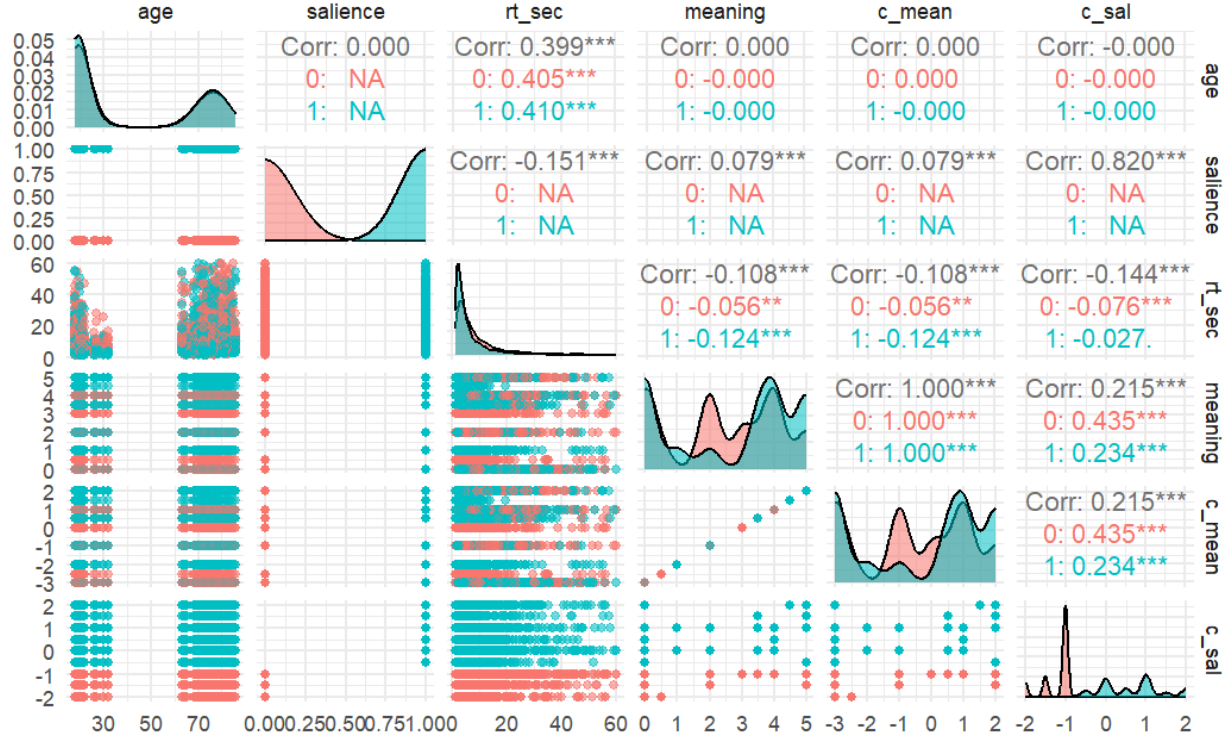 age salience rt_sec meaning c_mean c_sal
0.05
0.04
0.03
0.02
0.01
0.00
Corr: 0.000
0: NA
1: NA
Corr: 0.399***
0: 0.405***
1: 0.410***
Corr: 0.000
0: -0.000
1: -0.000
Corr: 0.000
0: 0.000
1: -0.000
Corr: -0.000
0: -0.000
1: -0.000
age
1.00
0.75
0.50
0.25
0.00
Corr: -0.151***
0: NA
1: NA
Corr: 0.079***
0: NA
1: NA
Corr: 0.079***
0: NA
1: NA
Corr: 0.820***
0: NA
1: NA
salience
60
40
20
0
Corr: -0.108***
0: -0.056**
1: -0.124***
Corr: -0.108***
0: -0.056**
1: -0.124***
Corr: -0.144***
0: -0.076***
1: -0.027.
rt_sec
5
4
3
2
1
0
Corr: 1.000***
0: 1.000***
1: 1.000***
Corr: 0.215***
0: 0.435***
1: 0.234***
meaning
2
1
0
-1
-2
-3
Corr: 0.215***
0: 0.435***
1: 0.234***
c_mean
2
1
0
-1
-2
c_sal
30 50 70
0.00 0.25 0.50 0.75 1.00
0 20 40 60
0 1 2 3 4 5
-3 -2 -1 0 1 2
-2 -1 0 1 2